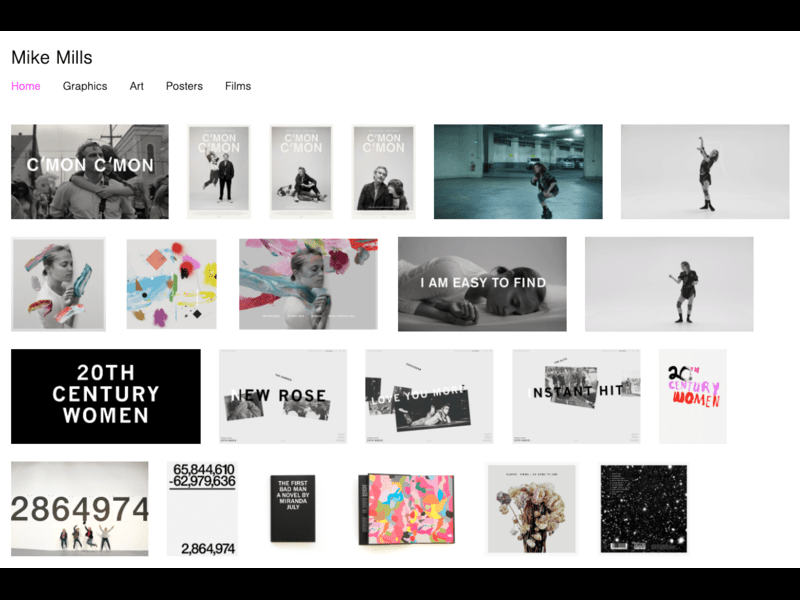 Mike Mills
Home Graphics Art Posters Films
C'MON C'MON
C'MON
C'MON
C'MON
C'MON
C'MON
C'MON
I AM EASY TO FIND
20TH
CENTURY
WOMEN
NEW ROSE
I LOVE YOU MORE
INSTANT HIT
20TH
CENTURY
WOMEN
2864974
65,844,610
-62,979,636
2,864,974
THE FIRST
BAD MAN
A NOVEL BY
MIRANDA
JULY